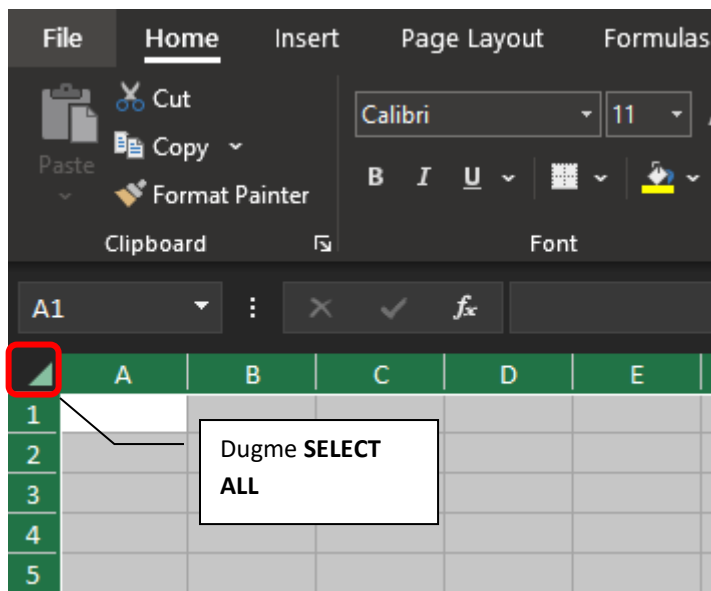 File Home Insert Page Layout Formulas
Cut
Calibri 11
Copy
Paste
B I U
Format Painter
Clipboard Font
A1 fx
A B C D E
1
Dugme SELECT
2
ALL
3
4
5